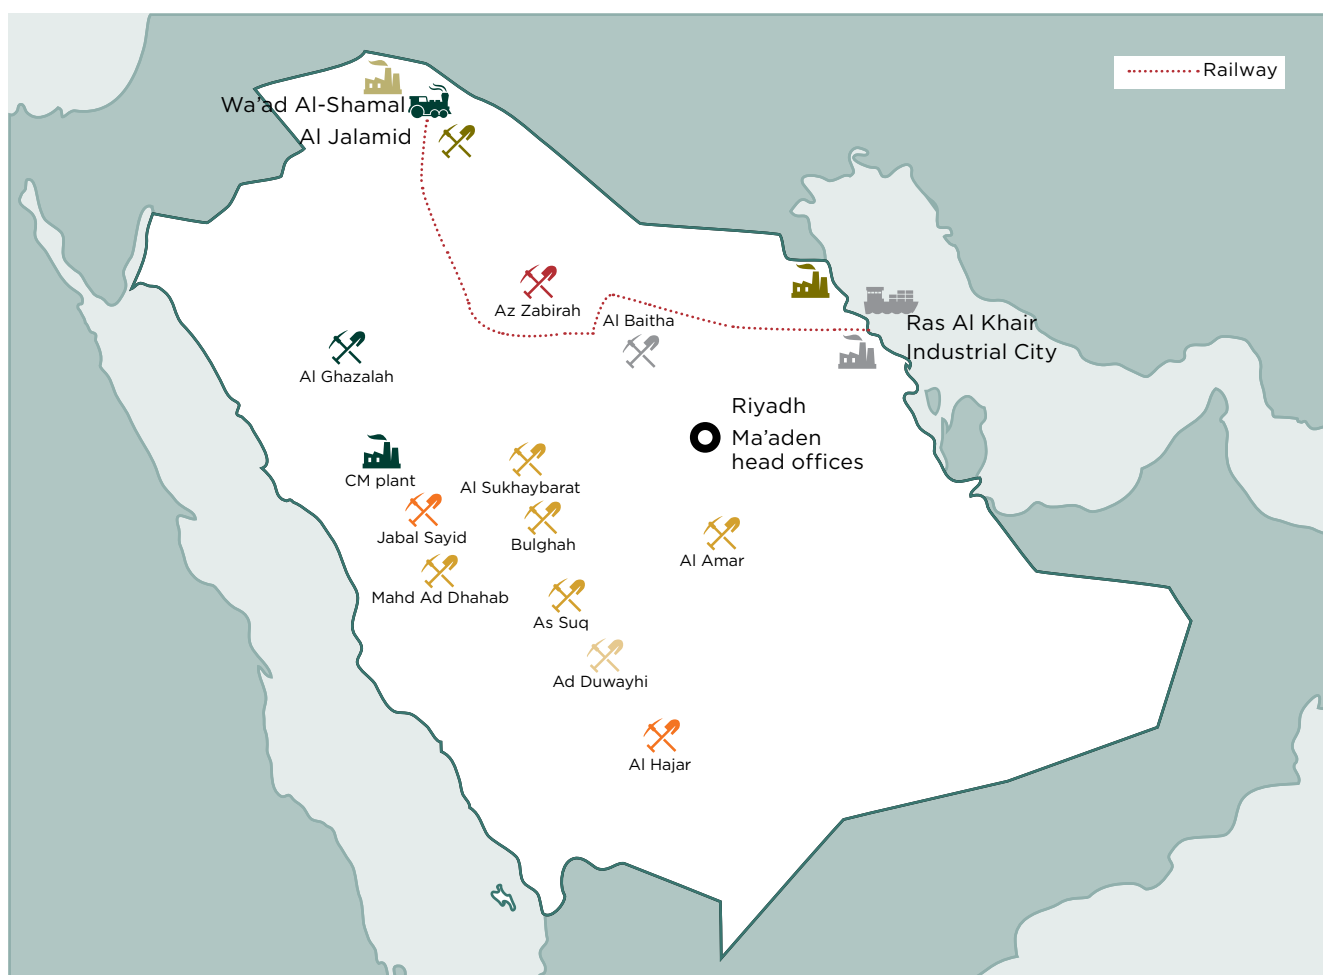 Railway
Wa’ad Al-Shamal
Al Jalamid
Az Zabirah
Al Baitha
Ras Al Khair
Industrial City
Al Ghazalah
Riyadh
Ma’aden
head offices
CM plant
Al Sukhaybarat
Jabal Sayid
Bulghah
Al Amar
Mahd Ad Dhahab
As Suq
Ad Duwayhi
Al Hajar